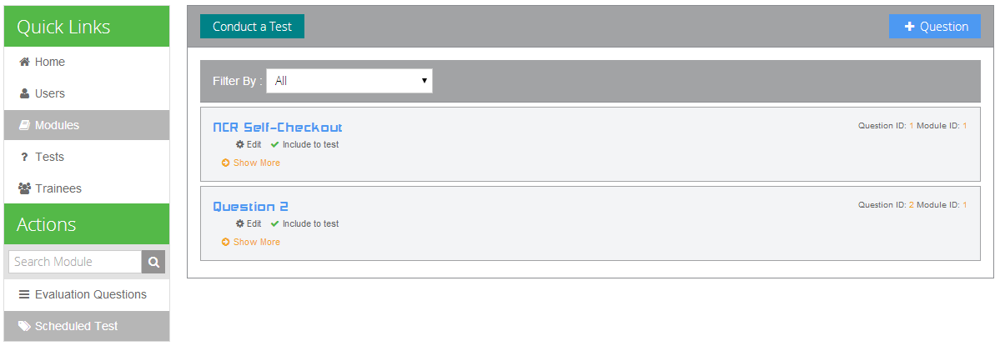 Quick Links
Home
Users
Modules
? Tests
Trainees
Actions
Search Module
Evaluation Questions
Scheduled Test
Conduct a Test
+ Question
Filter By : All
NCR Self-Checkout
Question ID: 1 Module ID: 1
Edit Include to test
Show More
Question 2
Question ID: 2 Module ID: 1
Edit Include to test
Show More